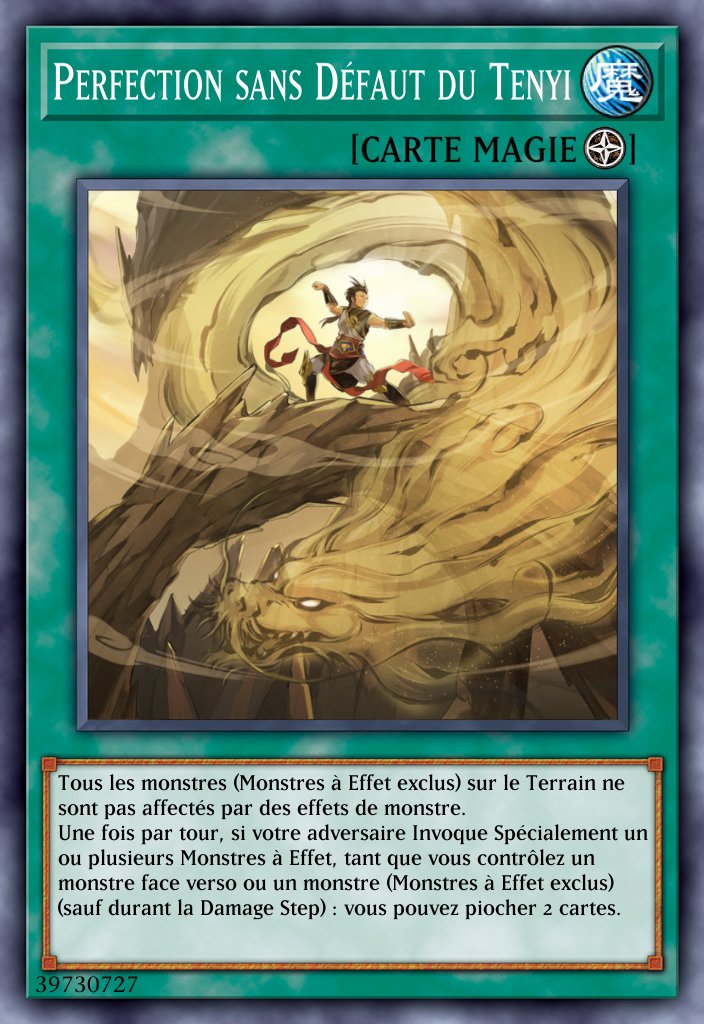 PERFECTION SANS DÉFAUT DU TENYI 魔
[CARTE MAGIE]
Tous les monstres (Monstres à Effet exclus) sur le Terrain ne
sont pas affectés par des effets de monstre.
Une fois par tour, si votre adversaire Invoque Spécialement un
ou plusieurs Monstres à Effet, tant que vous contrôlez un
monstre face verso ou un monstre (Monstres à Effet exclus)
(sauf durant la Damage Step) : vous pouvez piocher 2 cartes.
39730727